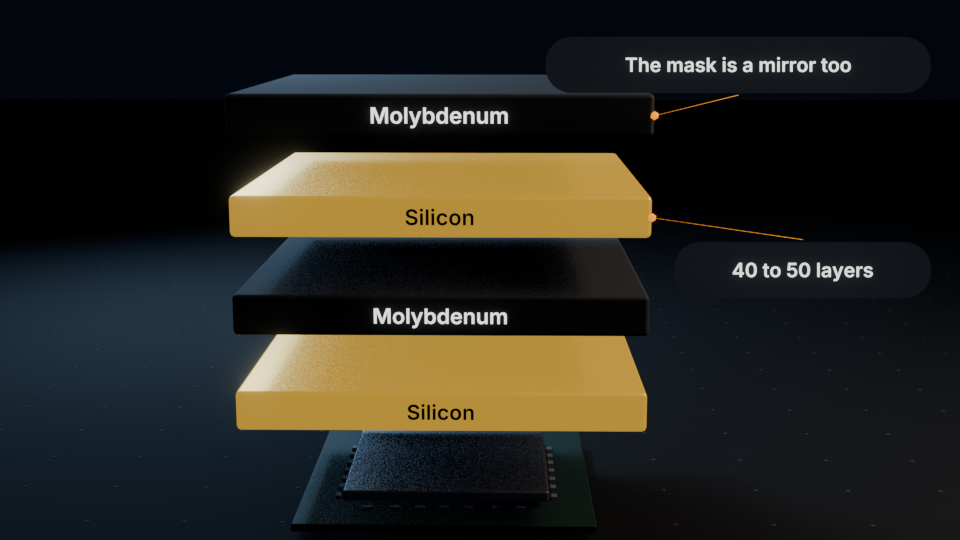 The mask is a mirror too
Molybdenum
Silicon
40 to 50 layers
Molybdenum
Silicon